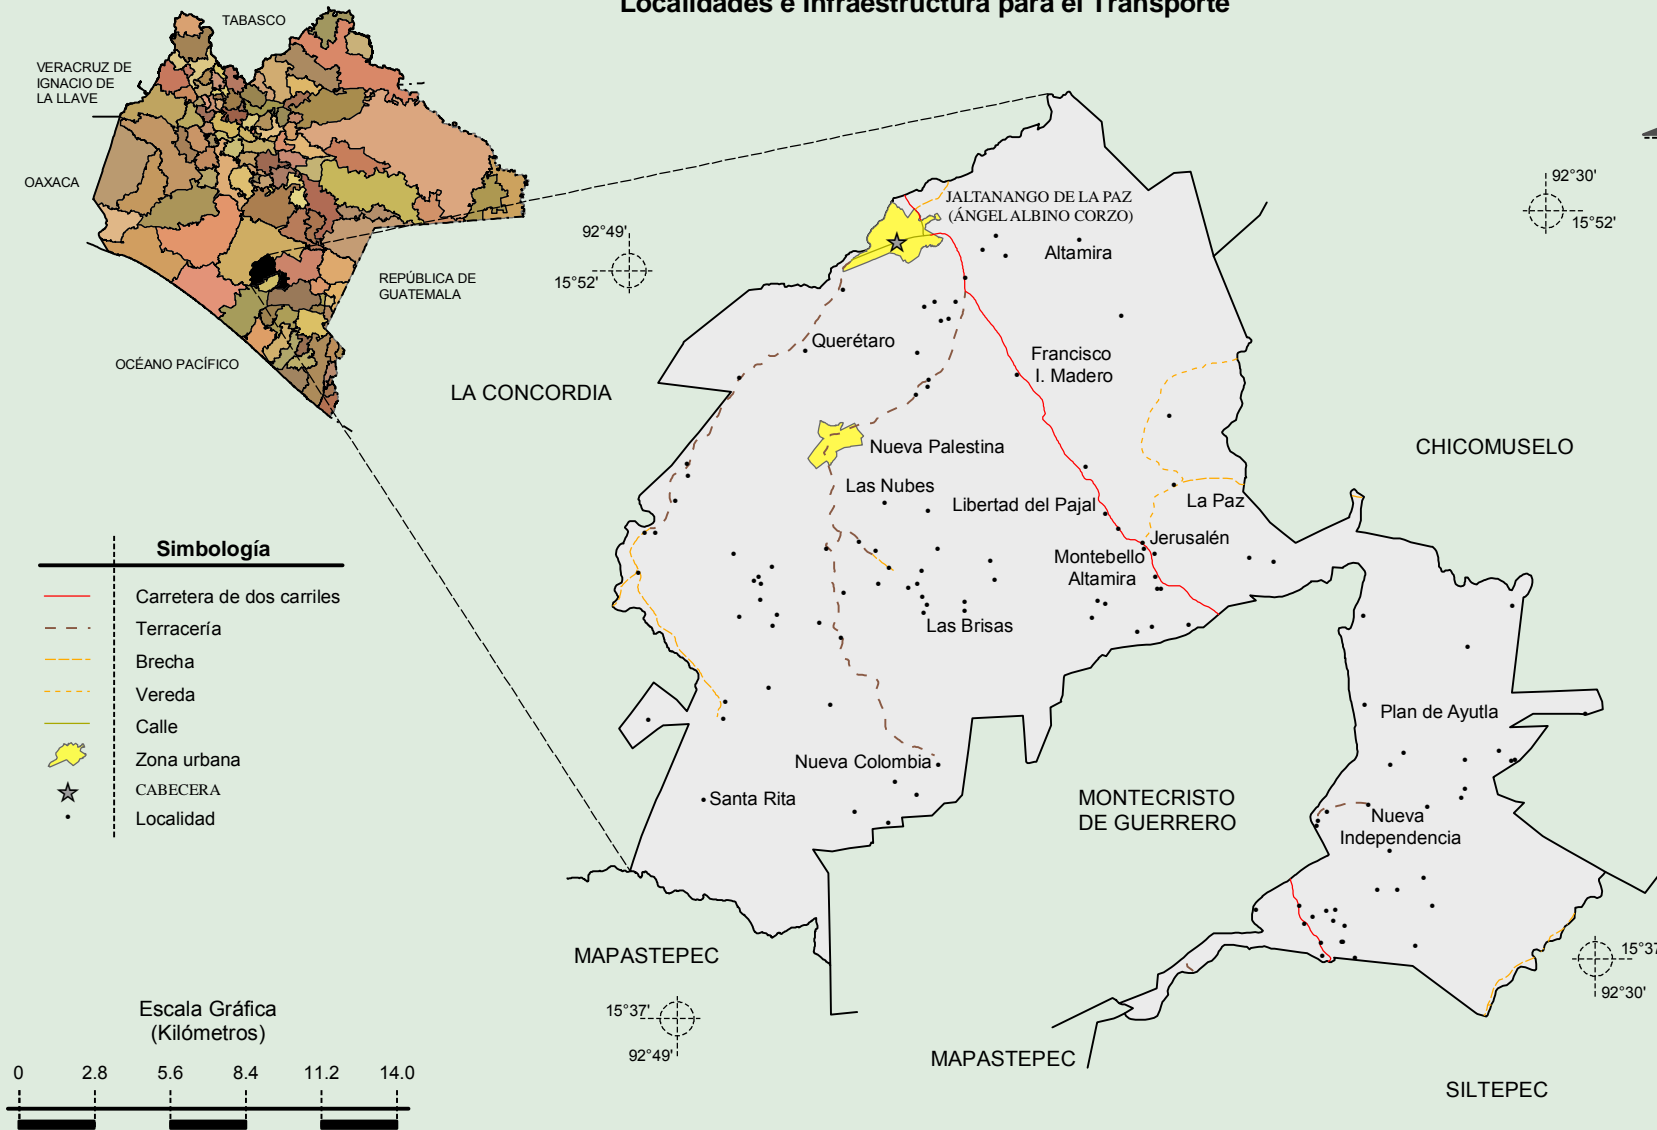 Localidades e Infraestructura para el Transporte
TABASCO
VERACRUZ DE
IGNACIO DE
LA LLAVE
OAXACA
REPÚBLICA DE
GUATEMALA
OCÉANO PACÍFICO
92°49'
15°52'
92°30'
15°52'
JALTANANGO DE LA PAZ
(ÁNGEL ALBINO CORZO)
Altamira
Querétaro
Francisco
I. Madero
LA CONCORDIA
CHICOMUSELO
Nueva Palestina
Las Nubes
Libertad del Pajal
La Paz
Jerusalén
Montebello
Altamira
Las Brisas
Plan de Ayutla
Nueva Colombia
Santa Rita
MONTECRISTO
DE GUERRERO
Nueva
Independencia
MAPASTEPEC
15°37'
92°49'
15°37
92°30'
MAPASTEPEC
SILTEPEC
Simbología
Carretera de dos carriles
Terracería
Brecha
Vereda
Calle
Zona urbana
CABECERA
Localidad
Escala Gráfica
(Kilómetros)
0 2.8 5.6 8.4 11.2 14.0